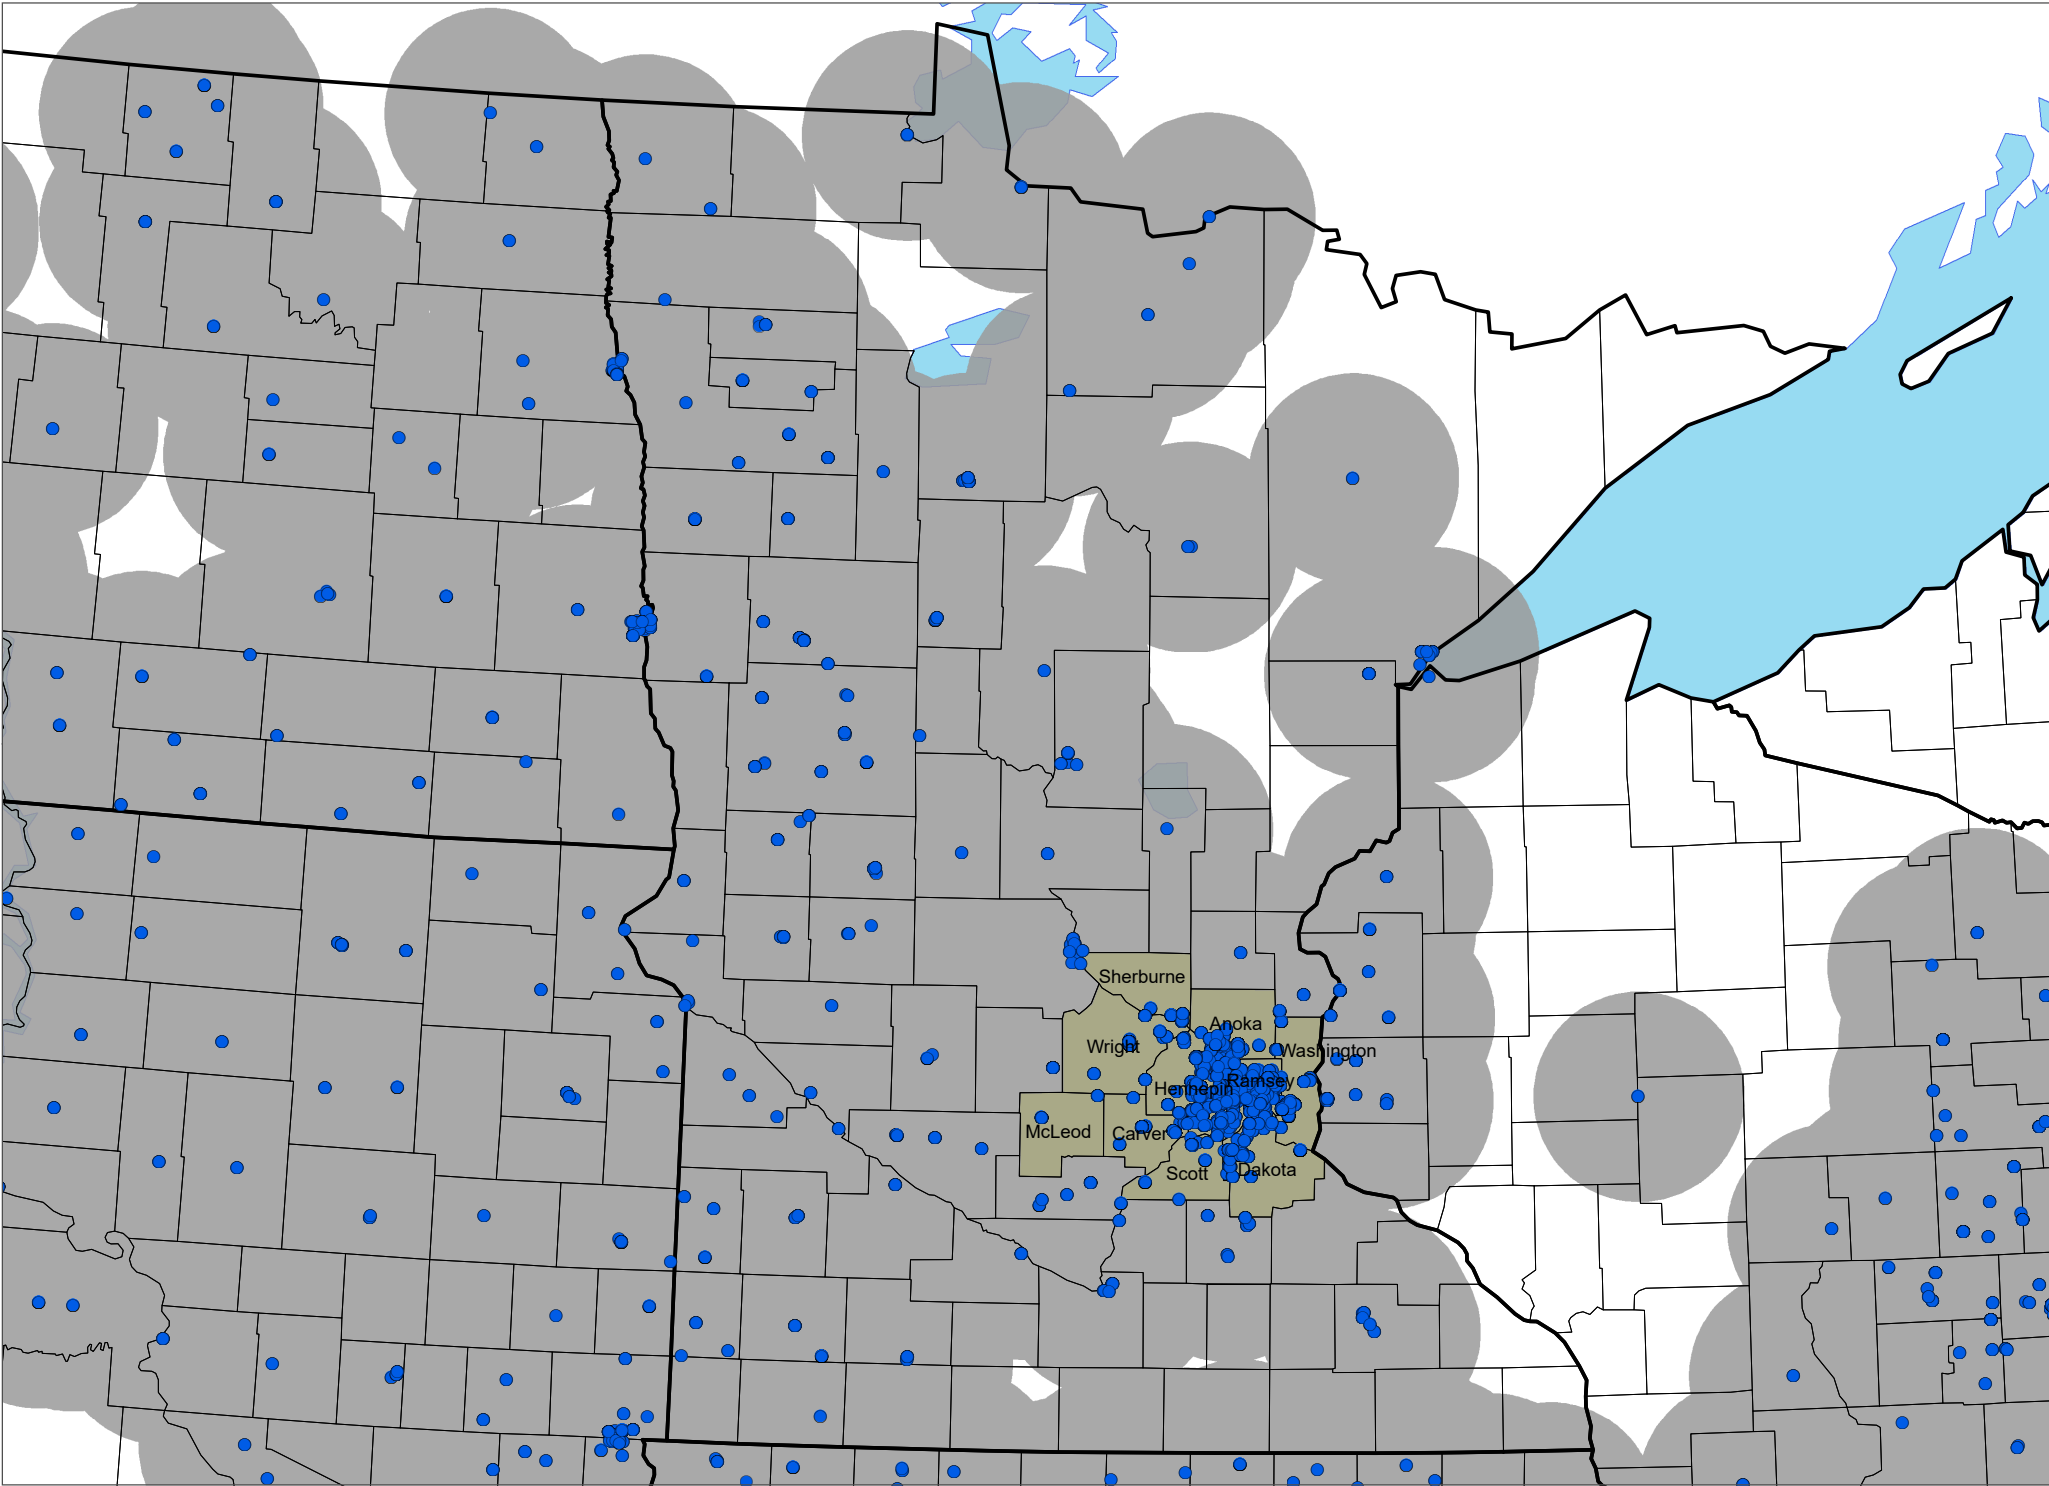 Sherburne
Anoka
Wright
Washington
Ramsey
Hennepin
McLeod
Carver
Scott
Dakota